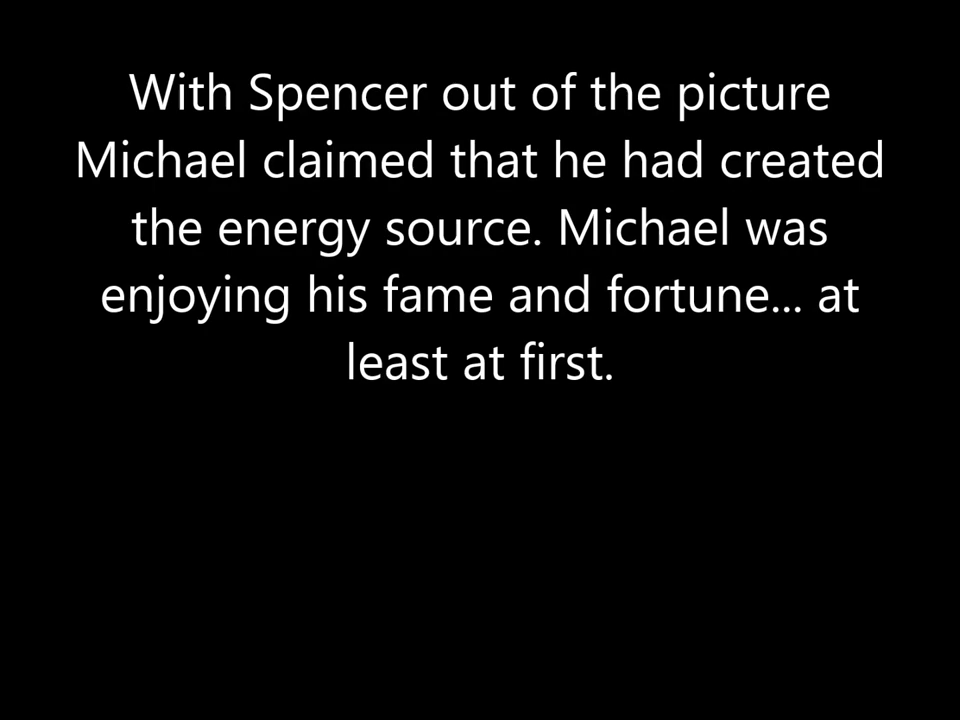 With Spencer out of the picture
Michael claimed that he had created
the energy source. Michael was
enjoying his fame and fortune... at
least at first.